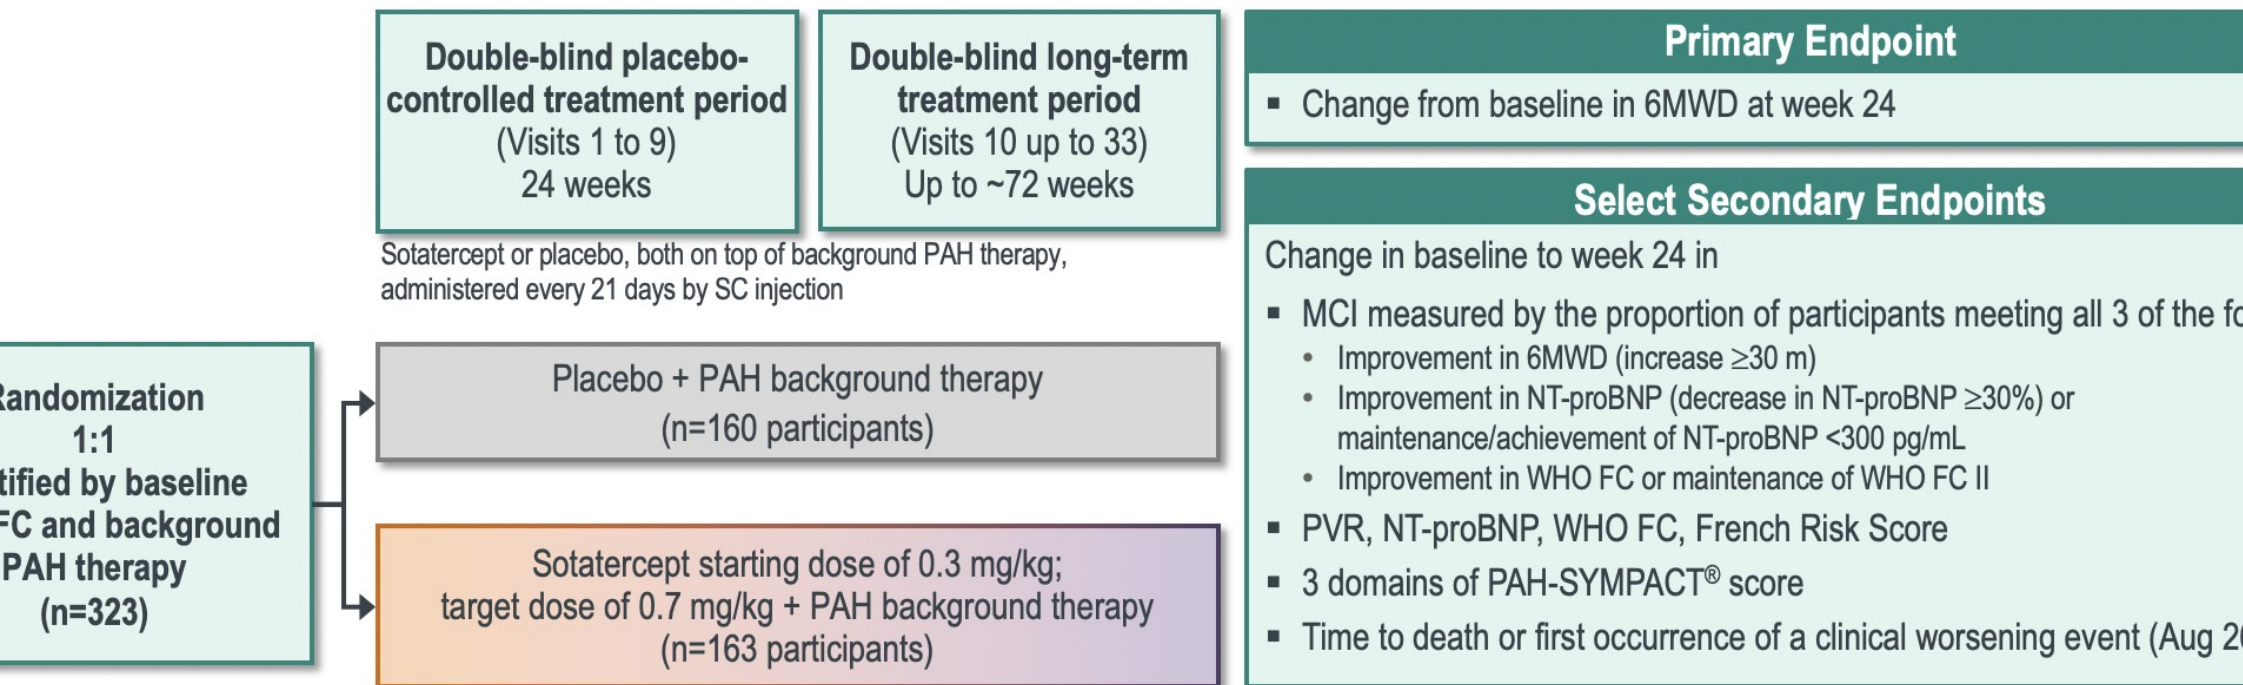 Double-blind placebo-
controlled treatment period
(Visits 1 to 9)
24 weeks
Double-blind long-term
treatment period
(Visits 10 up to 33)
Up to ~72 weeks
Sotatercept or placebo, both on top of background PAH therapy,
administered every 21 days by SC injection
Randomization
1:1
by baseline
FC and background
PAH therapy
(n=323)
Placebo + PAH background therapy
(n=160 participants)
Sotatercept starting dose of 0.3 mg/kg;
target dose of 0.7 mg/kg + PAH background therapy
(n=163 participants)
Primary Endpoint
▪ Change from baseline in 6MWD at week 24
Select Secondary Endpoints
Change in baseline to week 24 in
▪ MCI measured by the proportion of participants meeting all 3 of the
• Improvement in 6MWD (increase ≥30 m)
• Improvement in NT-proBNP (decrease in NT-proBNP ≥30%) or
maintenance/achievement of NT-proBNP <300 pg/mL
• Improvement in WHO FC or maintenance of WHO FC II
▪ PVR, NT-proBNP, WHO FC, French Risk Score
▪ 3 domains of PAH-SYMPACT® score
▪ Time to death or first occurrence of a clinical worsening event (Aug